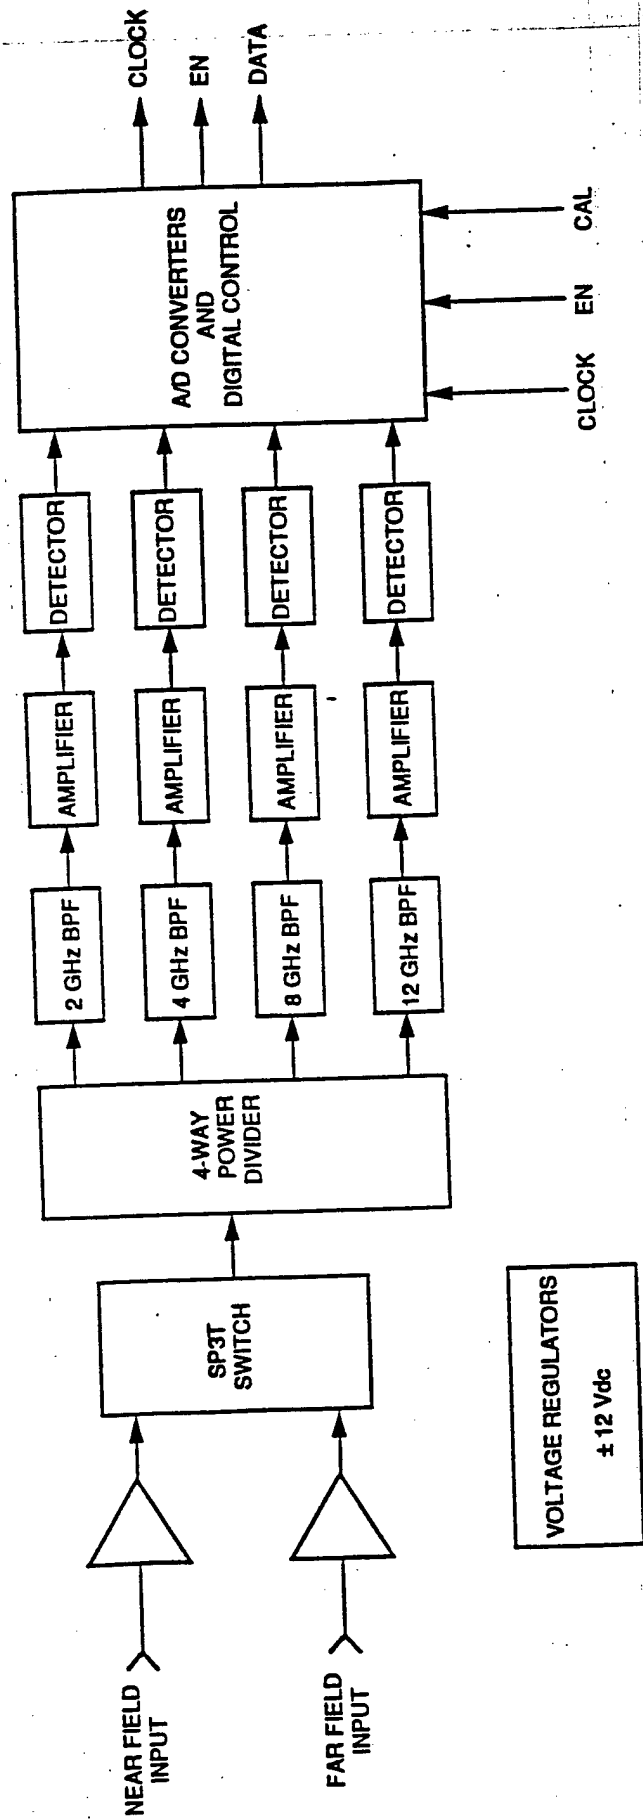 NEAR FIELD
INPUT
FAR FIELD
INPUT
SP3T
SWITCH
4-WAY
POWER
DIVIDER
2 GHz BPF
AMPLIFIER
DETECTOR
4 GHz BPF
AMPLIFIER
DETECTOR
8 GHz BPF
AMPLIFIER
DETECTOR
12 GHz BPF
AMPLIFIER
DETECTOR
A/D CONVERTERS
AND
DIGITAL CONTROL
CLOCK
EN
DATA
CLOCK
EN
CAL
VOLTAGE REGULATORS
± 12 Vdc